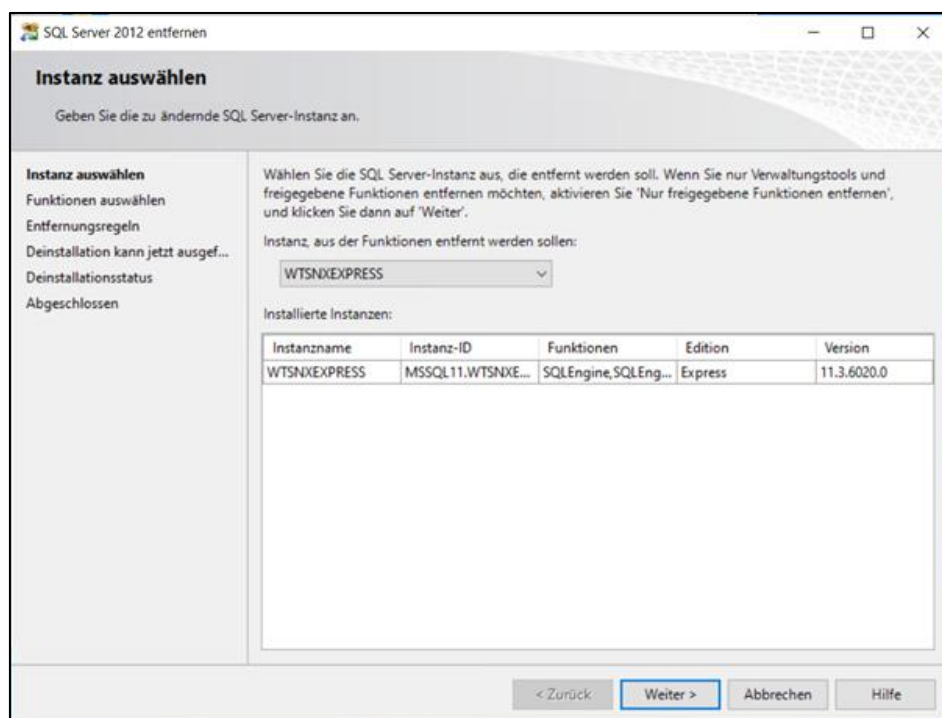 SQL Server 2012 entfernen
Instanz auswählen
Geben Sie die zu ändernde SQL Server-Instanz an.
Instanz auswählen
Funktionen auswählen
Entfernungsregeln
Deinstallation kann jetzt ausgef...
Deinstallationsstatus
Abgeschlossen
Wählen Sie die SQL Server-Instanz aus, die entfernt werden soll. Wenn Sie nur Verwaltungstools und
freigegebene Funktionen entfernen möchten, aktivieren Sie 'Nur freigegebene Funktionen entfernen',
und klicken Sie dann auf 'Weiter'.
Instanz, aus der Funktionen entfernt werden sollen:
WTSNXEXPRESS
Installierte Instanzen:
Instanzname Instanz-ID Funktionen Edition Version
WTSNXEXPRESS MSSQL11.WTSNXE... SQLEngine,SQLEng... Express 11.3.6020.0
< Zurück Weiter > Abbrechen Hilfe